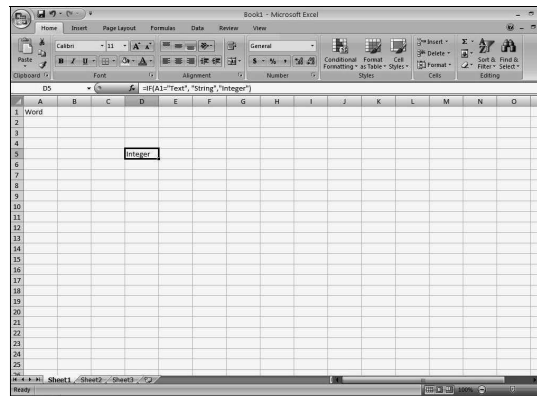 Book1 - Microsoft Excel
Home Insert Page Layout Formulas Data Review View
Calibri 11 A A General Insert Σ
Paste B I U A $ % , Conditional Format Cell Delete Sort & Find &
Formatting as Table Styles Format Filter Select
Clipboard Font Alignment Number Styles Cells Editing
D5 fx =IF(A1="Text", "String","Integer")
A B C D E F G H I J K L M N O
1 Word
2
3
4
5 Integer
6
7
8
9
10
11
12
13
14
15
16
17
18
19
20
21
22
23
24
25
Sheet1 Sheet2 Sheet3
Ready 100%